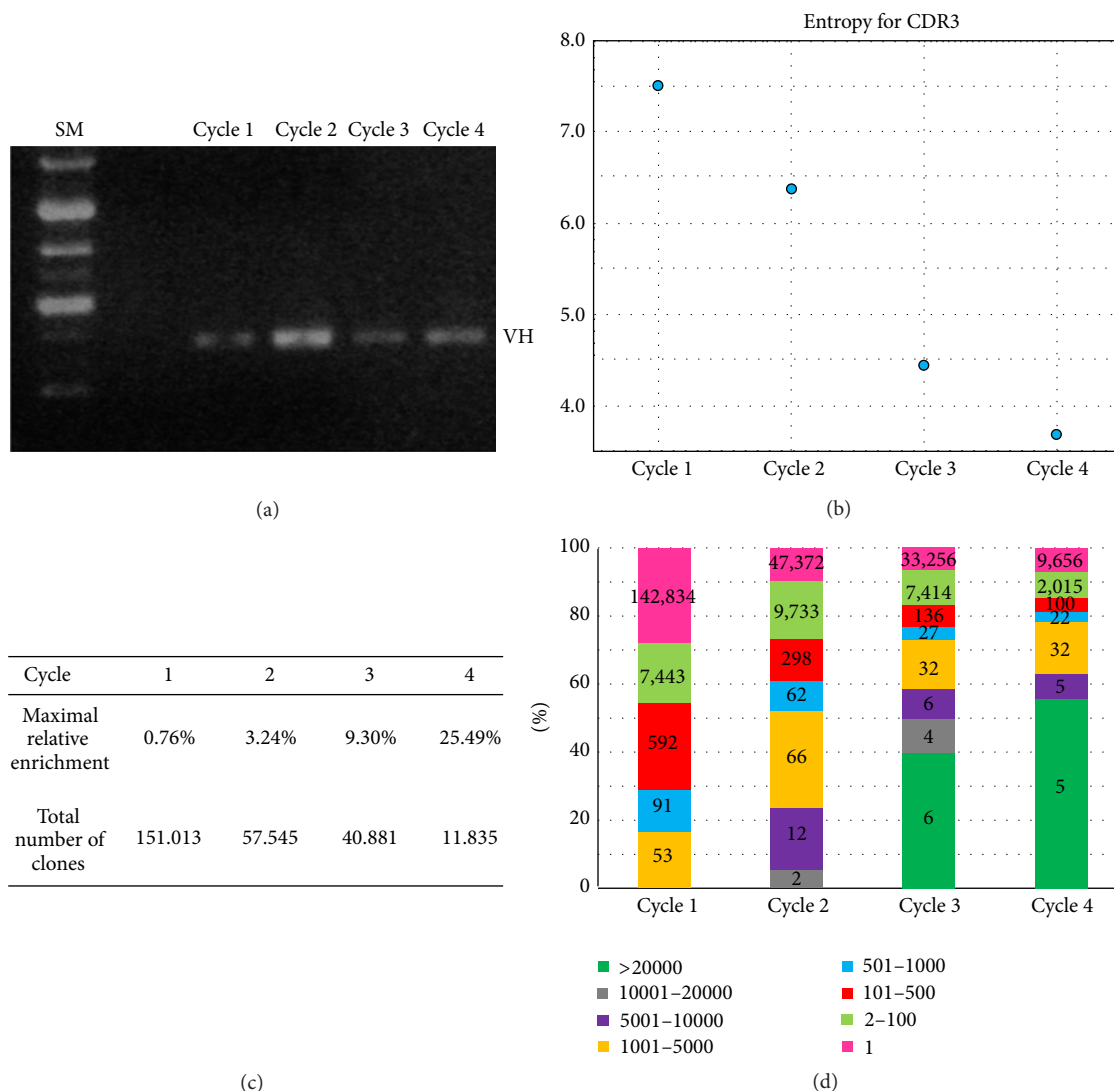 SM Cycle 1 Cycle 2 Cycle 3 Cycle 4
VH
(a)
Entropy for CDR3
8.0
7.0
6.0
5.0
4.0
Cycle 1 Cycle 2 Cycle 3 Cycle 4
(b)
Cycle 1 2 3 4
Maximal
relative
enrichment
0.76% 3.24% 9.30% 25.49%
Total
number of
clones
151.013 57.545 40.881 11.835
(c)
(%)
100
80
60
40
20
0
142,834
7,443
592
91
53
47,372
9,733
298
62
66
12
2
33,256
7,414
136
27
32
6
4
6
9,656
2,015
100
22
32
5
5
Cycle 1 Cycle 2 Cycle 3 Cycle 4
>20000
10001–20000
5001–10000
1001–5000
501–1000
101–500
2–100
1
(d)